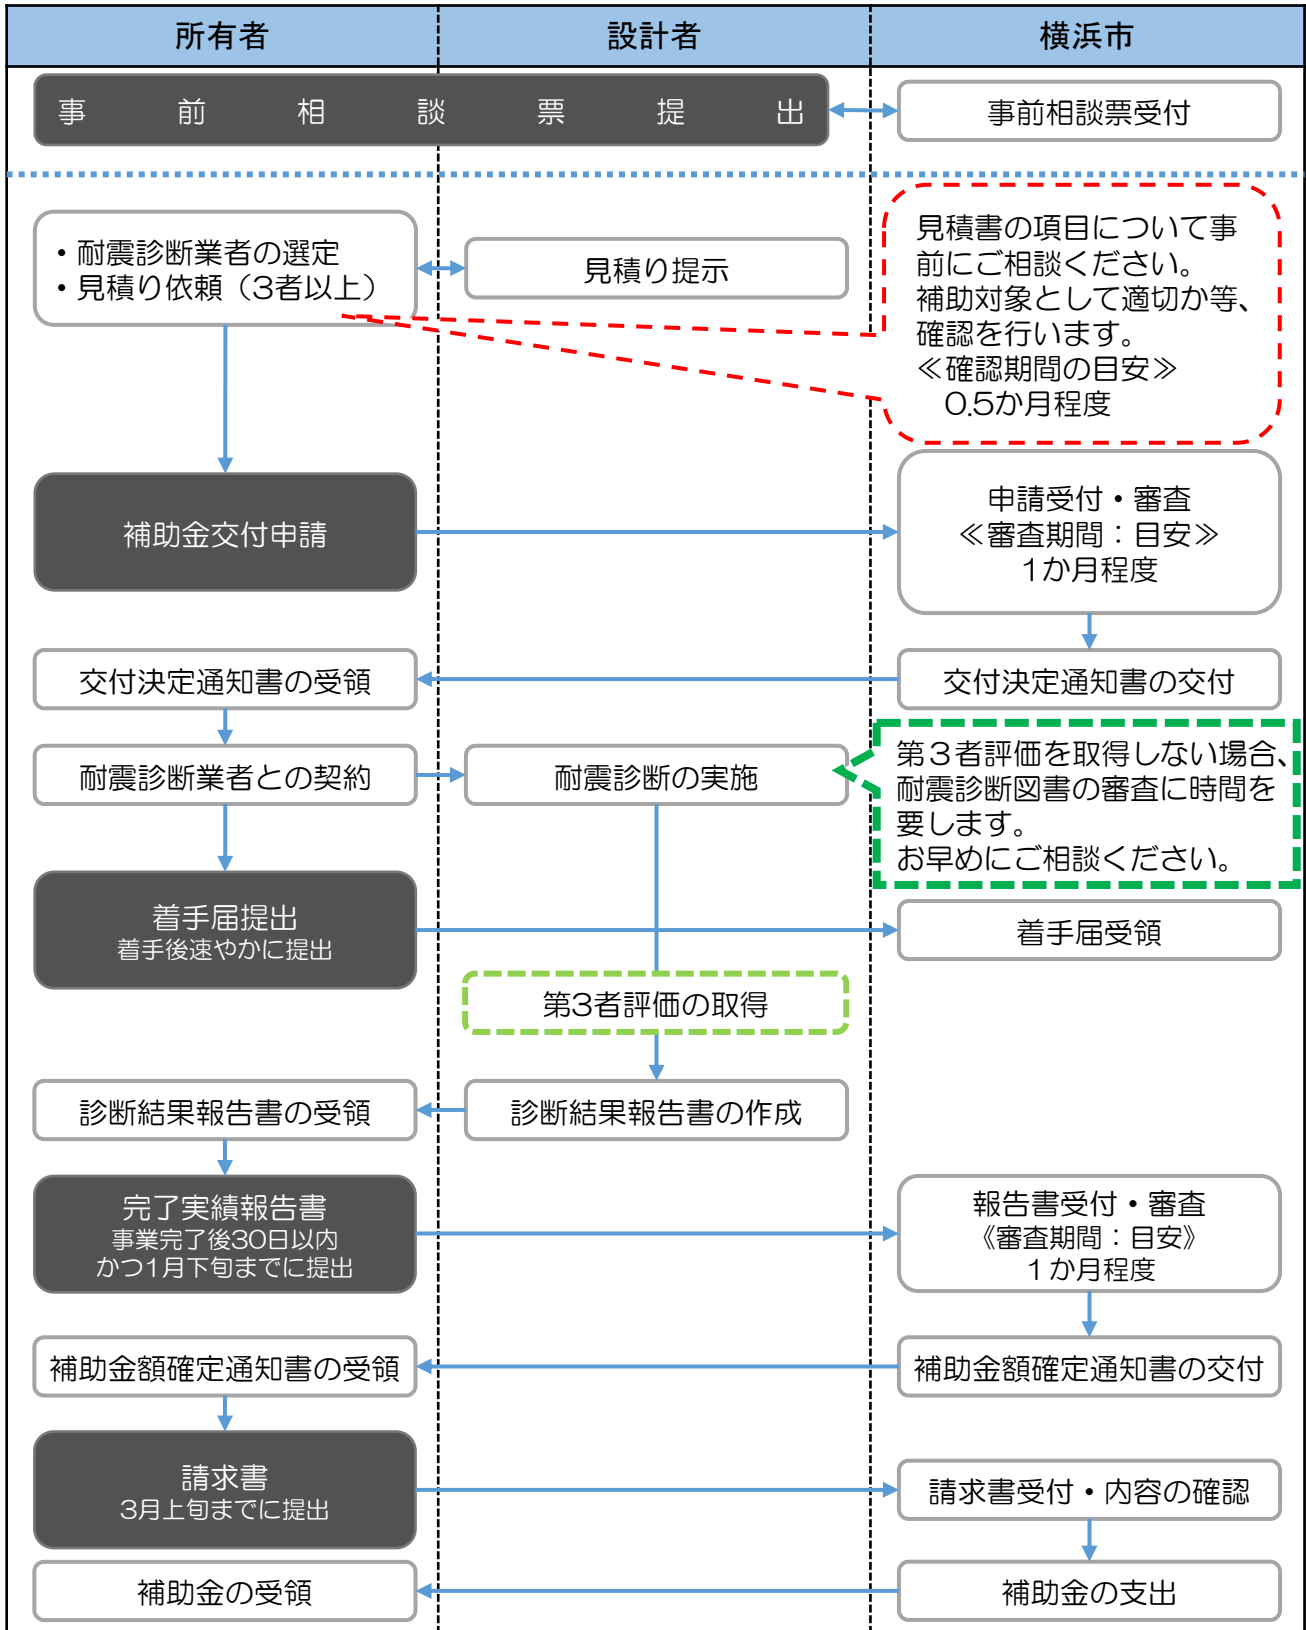 所有者
設計者
横浜市
事前相談票提出
事前相談票受付
・耐震診断業者の選定
・見積り依頼（3者以上）
見積り提示
見積書の項目について事
前にご相談ください。
補助対象として適切か等、
確認を行います。
≪確認期間の目安≫
0.5か月程度
補助金交付申請
申請受付・審査
≪審査期間：目安≫
1か月程度
交付決定通知書の受領
交付決定通知書の交付
耐震診断業者との契約
耐震診断の実施
第３者評価を取得しない場合、
耐震診断図書の審査に時間を
要します。
お早めにご相談ください。
着手届提出
着手後速やかに提出
着手届受領
第3者評価の取得
診断結果報告書の受領
診断結果報告書の作成
完了実績報告書
事業完了後30日以内
かつ1月下旬までに提出
報告書受付・審査
《審査期間：目安》
１か月程度
補助金額確定通知書の受領
補助金額確定通知書の交付
請求書
3月上旬までに提出
請求書受付・内容の確認
補助金の受領
補助金の支出